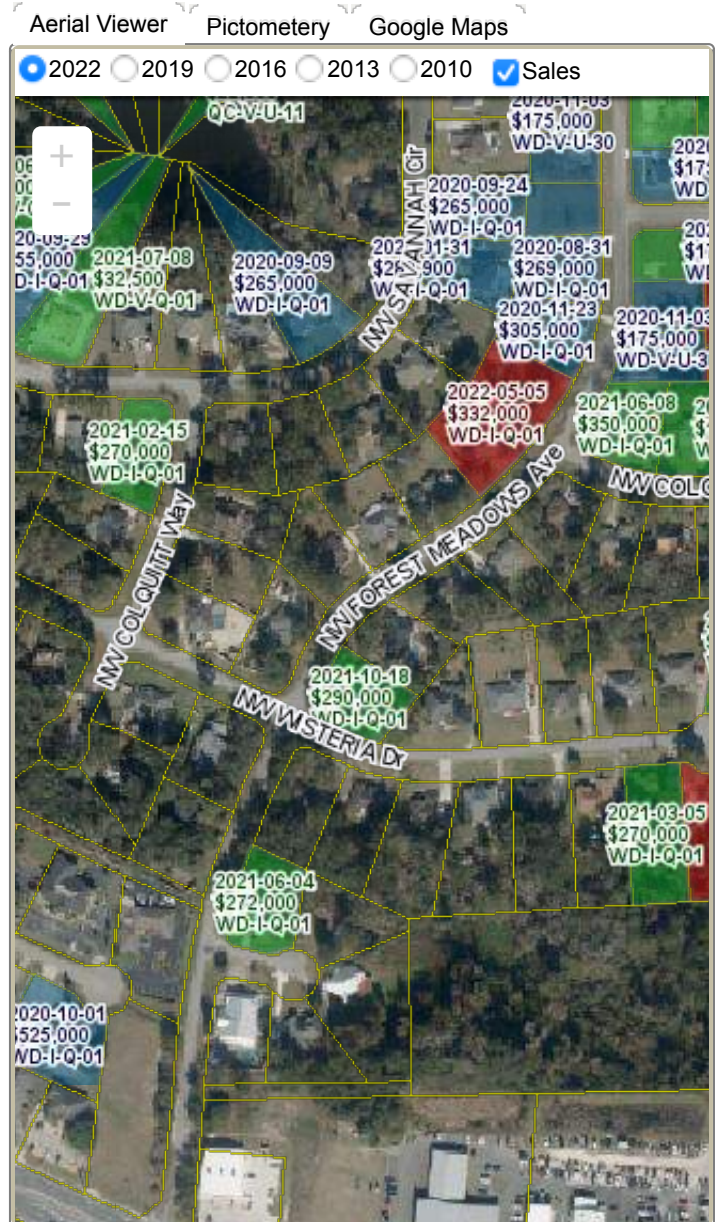 Aerial Viewer Pictometery Google Maps
2022 2019 2016 2013 2010 Sales
QC-V-U-11
2020-11-03
$175,000
WD-V-U-30
2020-09-24
$265,000
WD-I-Q-01
NW SAVANNAH Cir
2021-07-08
$32,500
WD-V-Q-01
2020-09-09
$265,000
WD-I-Q-01
2020-08-31
$269,000
WD-I-Q-01
2020-11-23
$305,000
WD-I-Q-01
2020-11-03
$175,000
2022-05-05
$332,000
WD-I-Q-01
2021-06-08
$350,000
WD-I-Q-01
2021-02-15
$270,000
WD-I-Q-01
NW COLQUITT Way
NW FOREST MEADOWS Ave
2021-10-18
$290,000
WD-I-Q-01
NW WISTERIA Dr
2021-03-05
$270,000
WD-I-Q-01
2021-06-04
$272,000
WD-I-Q-01
2020-10-01
$525,000
WD-I-Q-01